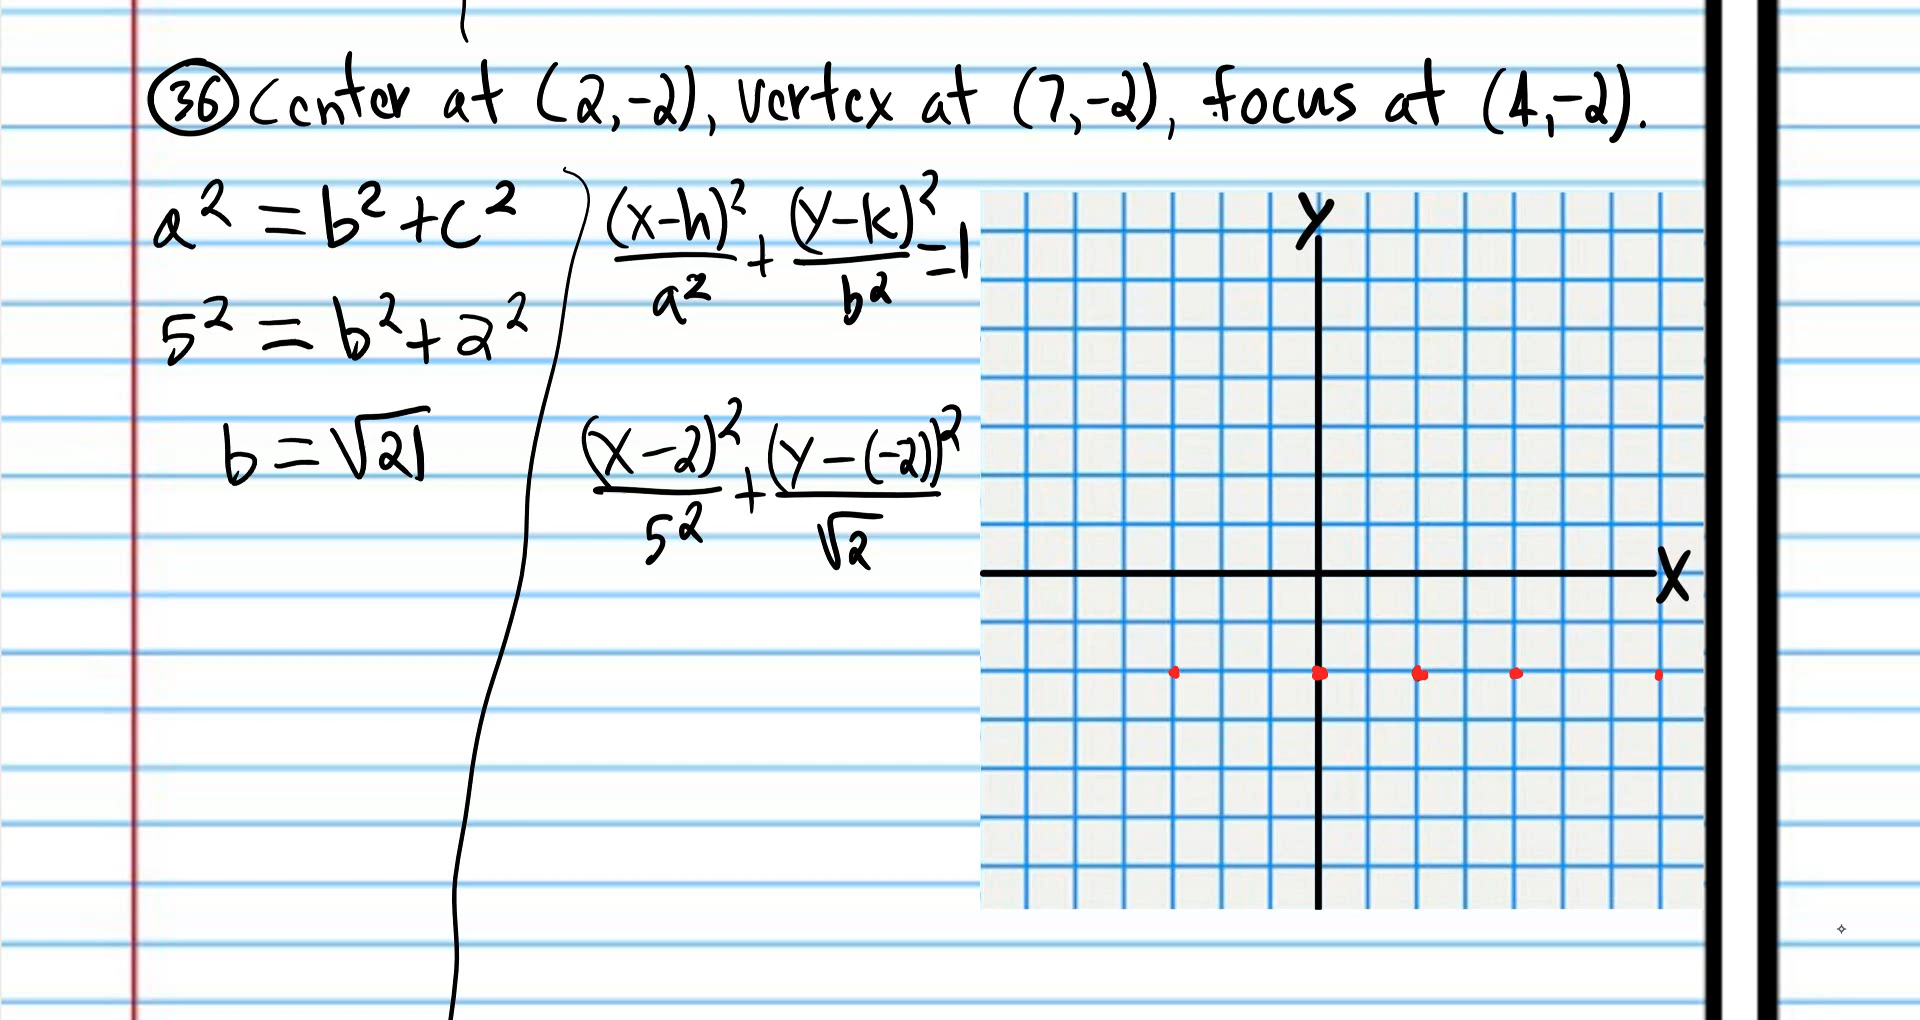 36 Center at (2,-2), vertex at (7,-2), focus at (4,-2).
a² = b² + c²
5² = b² + 2²
b = √21
(x-h)²/a² + (y-k)²/b² = 1
(x-2)²/5² + (y-(-2))²/√2
Y
X